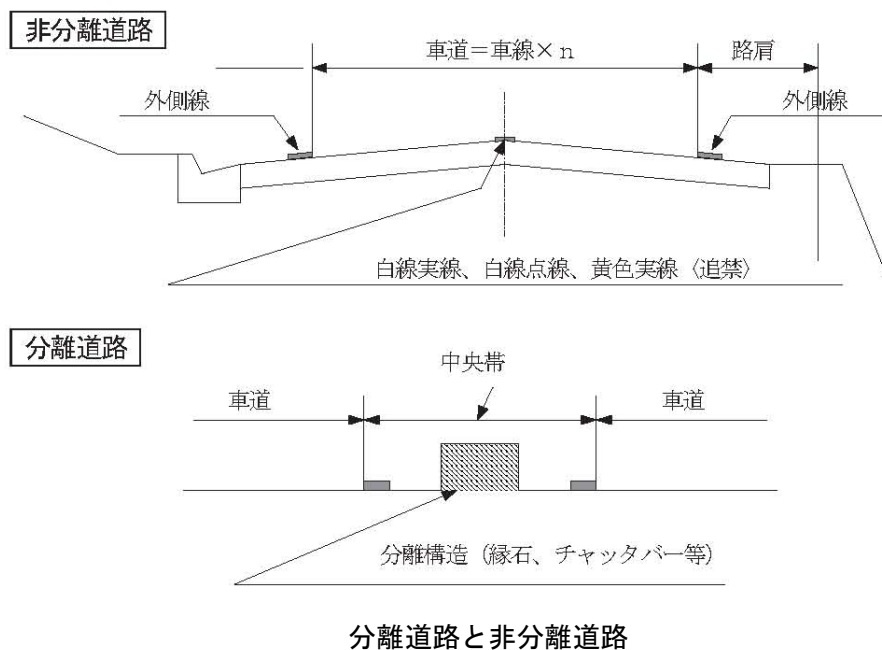 非分離道路
車道＝車線×ｎ
路肩
外側線
外側線
白線実線、白線点線、黄色実線〈追禁〉
分離道路
中央帯
車道
車道
分離構造（縁石、チャッタバー等）
分離道路と非分離道路